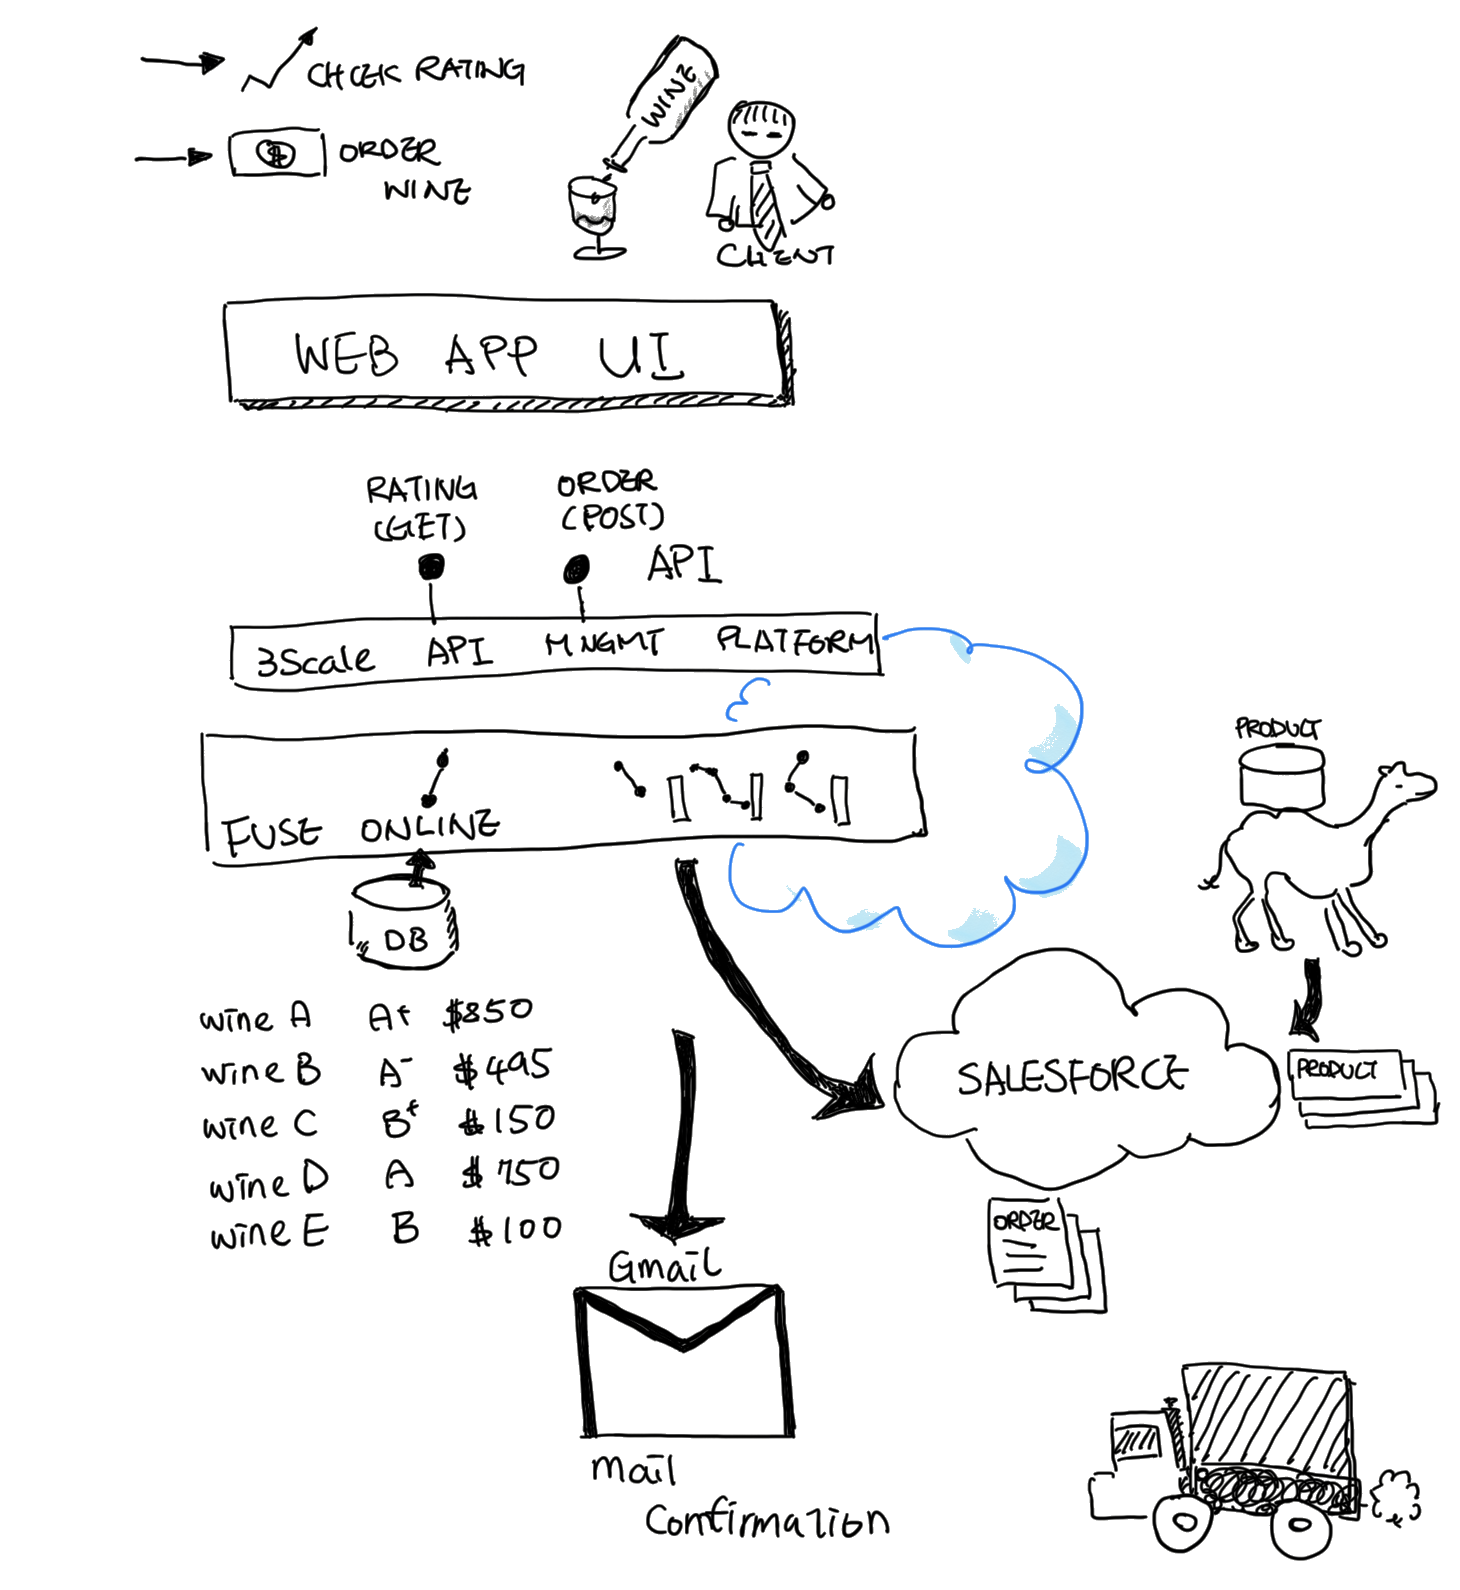 CHCEK RATING
ORDER
WINE
WINE
CLIENT
WEB APP UI
RATING
(GET)
ORDER
(POST)
API
3Scale API MNGMT PLATFORM
FUSE ONLINE
DB
wine A A+ $850
wine B A- $495
wine C B+ $150
wine D A $750
wine E B $100
PRODUCT
SALESFORCE
PRODUCT
ORDER
Gmail
Mail
Confirmation